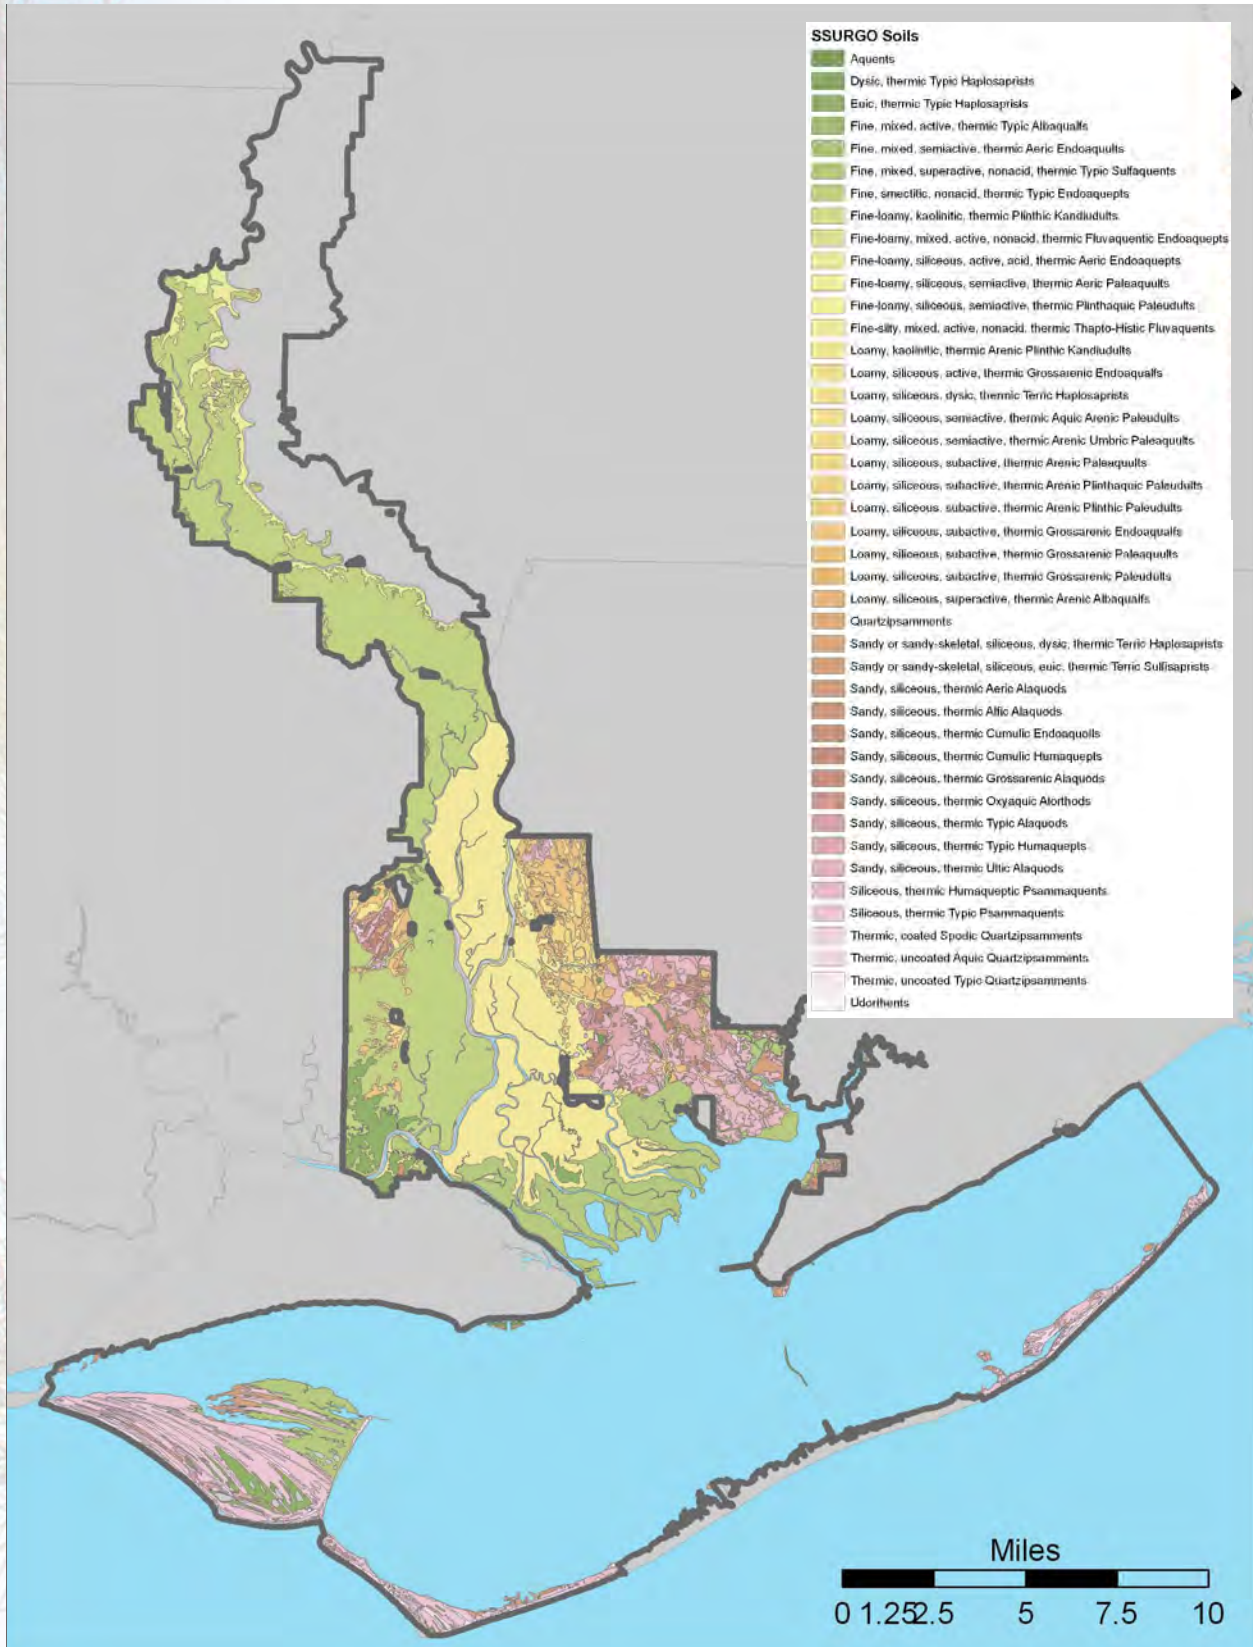 SSURGO Soils
Aquents
Dysic, thermic Typic Haplosaprists
Euic, thermic Typic Haplosaprists
Fine, mixed, active, thermic Typic Albaqualfs
Fine, mixed, semiactive, thermic Aeric Endoaquults
Fine, mixed, superactive, nonacid, thermic Typic Sulfaquents
Fine, smectitic, nonacid, thermic Typic Endoaquepts
Fine-loamy, kaolinitic, thermic Plinthic Kandiudults
Fine-loamy, mixed, active, nonacid, thermic Fluvaquentic Endoaquepts
Fine-loamy, siliceous, active, acid, thermic Aeric Endoaquepts
Fine-loamy, siliceous, semiactive, thermic Aeric Paleaquults
Fine-loamy, siliceous, semiactive, thermic Plinthaquic Paleudults
Fine-silty, mixed, active, nonacid, thermic Thapto-Histic Fluvaquents
Loamy, kaolinitic, thermic Arenic Plinthic Kandiudults
Loamy, siliceous, active, thermic Grossarenic Endoaqualfs
Loamy, siliceous, dysic, thermic Terric Haplosaprists
Loamy, siliceous, semiactive, thermic Aquic Arenic Paleudults
Loamy, siliceous, semiactive, thermic Arenic Umbric Paleaquults
Loamy, siliceous, subactive, thermic Arenic Paleaquults
Loamy, siliceous, subactive, thermic Arenic Plinthaquic Paleudults
Loamy, siliceous, subactive, thermic Arenic Plinthic Paleudults
Loamy, siliceous, subactive, thermic Grossarenic Endoaqualfs
Loamy, siliceous, subactive, thermic Grossarenic Paleaquults
Loamy, siliceous, subactive, thermic Grossarenic Paleudults
Loamy, siliceous, superactive, thermic Arenic Albaqualfs
Quartzipsamments
Sandy or sandy-skeletal, siliceous, dysic, thermic Terric Haplosaprists
Sandy or sandy-skeletal, siliceous, euic, thermic Terric Sulfisaprists
Sandy, siliceous, thermic Aeric Alaquods
Sandy, siliceous, thermic Alfic Alaquods
Sandy, siliceous, thermic Cumulic Endoaquolls
Sandy, siliceous, thermic Cumulic Humaquepts
Sandy, siliceous, thermic Grossarenic Alaquods
Sandy, siliceous, thermic Oxyaquic Alorthods
Sandy, siliceous, thermic Typic Alaquods
Sandy, siliceous, thermic Typic Humaquepts
Sandy, siliceous, thermic Ultic Alaquods
Siliceous, thermic Humaqueptic Psammaquents
Siliceous, thermic Typic Psammaquents
Thermic, coated Spodic Quartzipsamments
Thermic, uncoated Aquic Quartzipsamments
Thermic, uncoated Typic Quartzipsamments
Udorthents
Miles
0 1.25 2.5 5 7.5 10